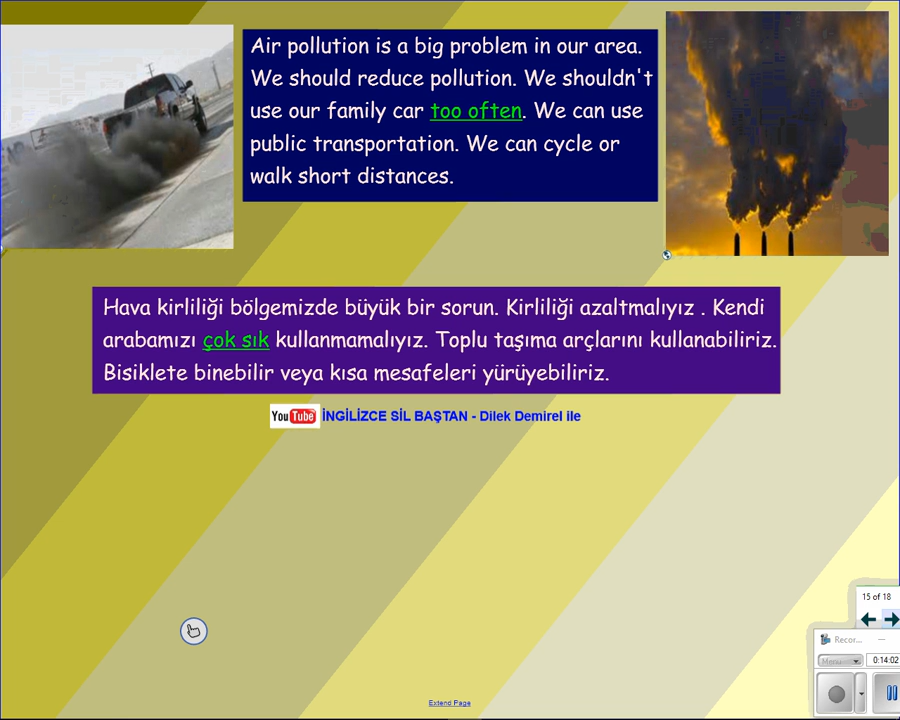 Air pollution is a big problem in our area.
We should reduce pollution. We shouldn't
use our family car too often. We can use
public transportation. We can cycle or
walk short distances.
Hava kirliliği bölgemizde büyük bir sorun. Kirliliği azaltmalıyız . Kendi
arabamızı çok sık kullanmamalıyız. Toplu taşıma arçlarını kullanabiliriz.
Bisiklete binebilir veya kısa mesafeleri yürüyebiliriz.
YouTube İNGİLİZCE SİL BAŞTAN - Dilek Demirel ile
15 of 18
Recor...
Menu
0:14:02
Extend Page